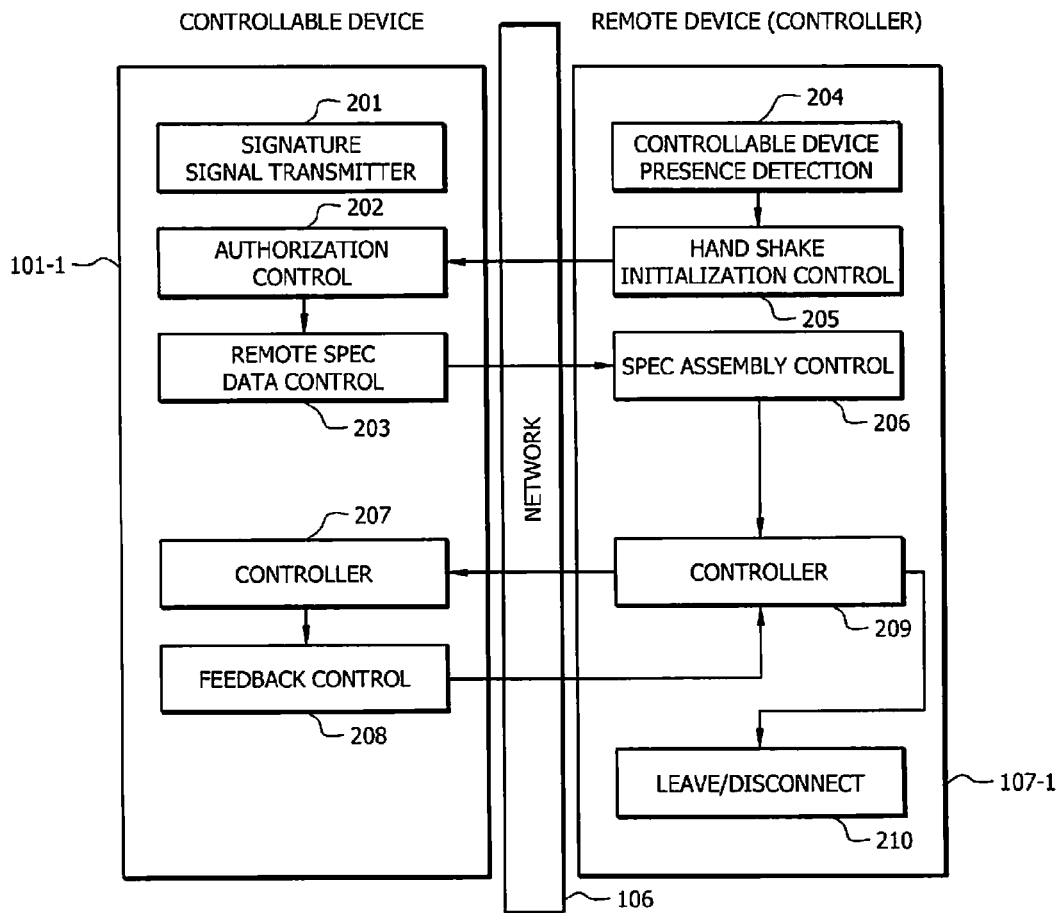 CONTROLLABLE DEVICE
REMOTE DEVICE (CONTROLLER)
201
SIGNATURE
SIGNAL TRANSMITTER
202
AUTHORIZATION
CONTROL
101-1
REMOTE SPEC
DATA CONTROL
203
207
CONTROLLER
FEEDBACK CONTROL
208
NETWORK
106
204
CONTROLLABLE DEVICE
PRESENCE DETECTION
HAND SHAKE
INITIALIZATION CONTROL
205
SPEC ASSEMBLY CONTROL
206
CONTROLLER
209
LEAVE/DISCONNECT
107-1
210